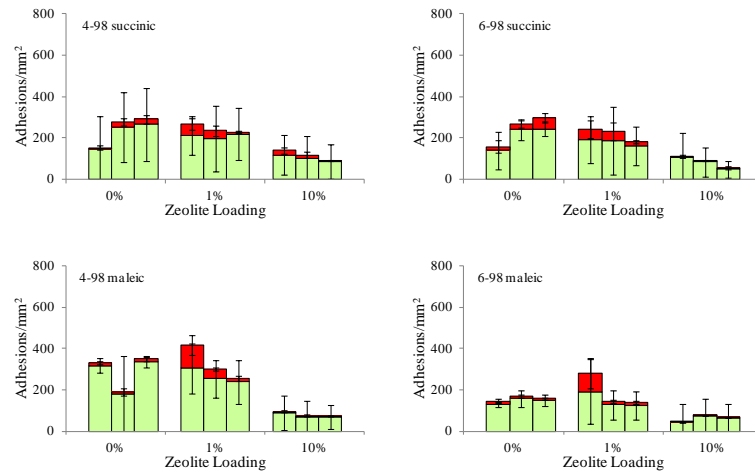 4-98 succinic
Adhesions/mm²
800
600
400
200
0
0%
1%
10%
Zeolite Loading
6-98 succinic
Adhesions/mm²
800
600
400
200
0
0%
1%
10%
Zeolite Loading
4-98 maleic
Adhesions/mm²
800
600
400
200
0
0%
1%
10%
Zeolite Loading
6-98 maleic
Adhesions/mm²
800
600
400
200
0
0%
1%
10%
Zeolite Loading